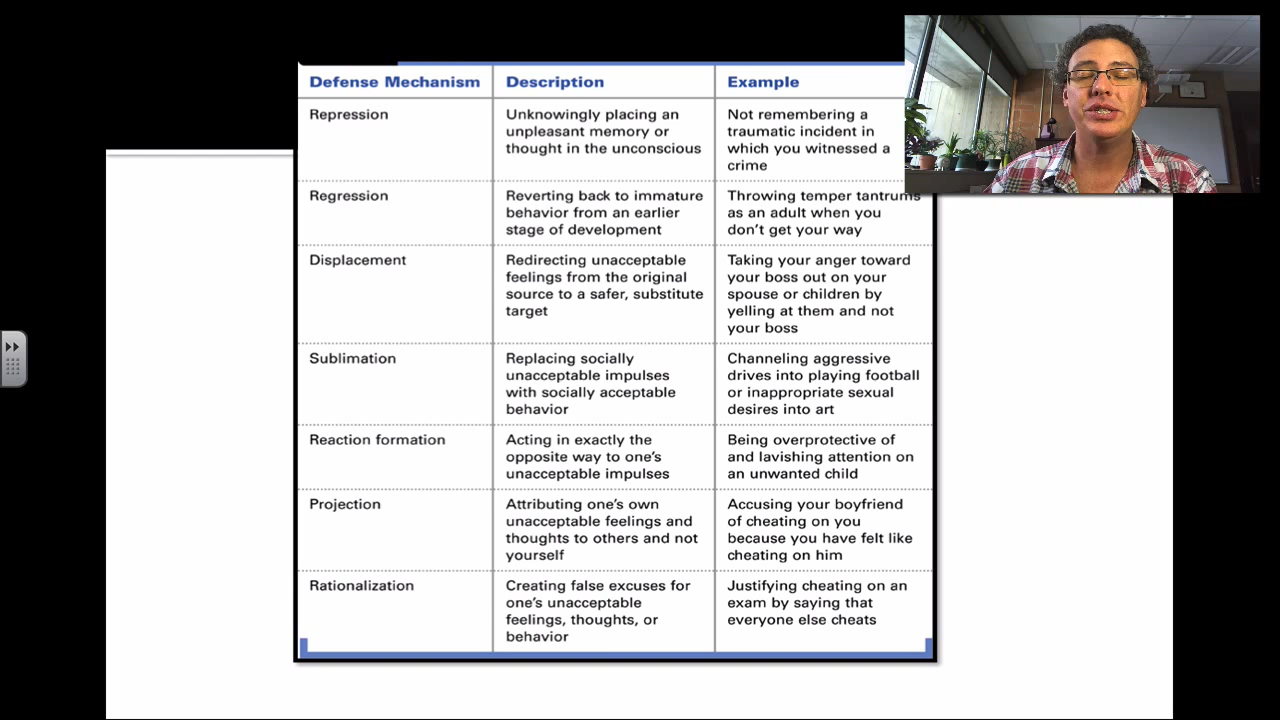 Defense Mechanism Description Example
Repression
Unknowingly placing an
unpleasant memory or
thought in the unconscious
Not remembering a
traumatic incident in
which you witnessed a
crime
Regression
Reverting back to immature
behavior from an earlier
stage of development
Throwing temper tantrums
as an adult when you
don't get your way
Displacement
Redirecting unacceptable
feelings from the original
source to a safer, substitute
target
Taking your anger toward
your boss out on your
spouse or children by
yelling at them and not
your boss
Sublimation
Replacing socially
unacceptable impulses
with socially acceptable
behavior
Channeling aggressive
drives into playing football
or inappropriate sexual
desires into art
Reaction formation
Acting in exactly the
opposite way to one's
unacceptable impulses
Being overprotective of
and lavishing attention on
an unwanted child
Projection
Attributing one's own
unacceptable feelings and
thoughts to others and not
yourself
Accusing your boyfriend
of cheating on you
because you have felt like
cheating on him
Rationalization
Creating false excuses for
one's unacceptable
feelings, thoughts, or
behavior
Justifying cheating on an
exam by saying that
everyone else cheats